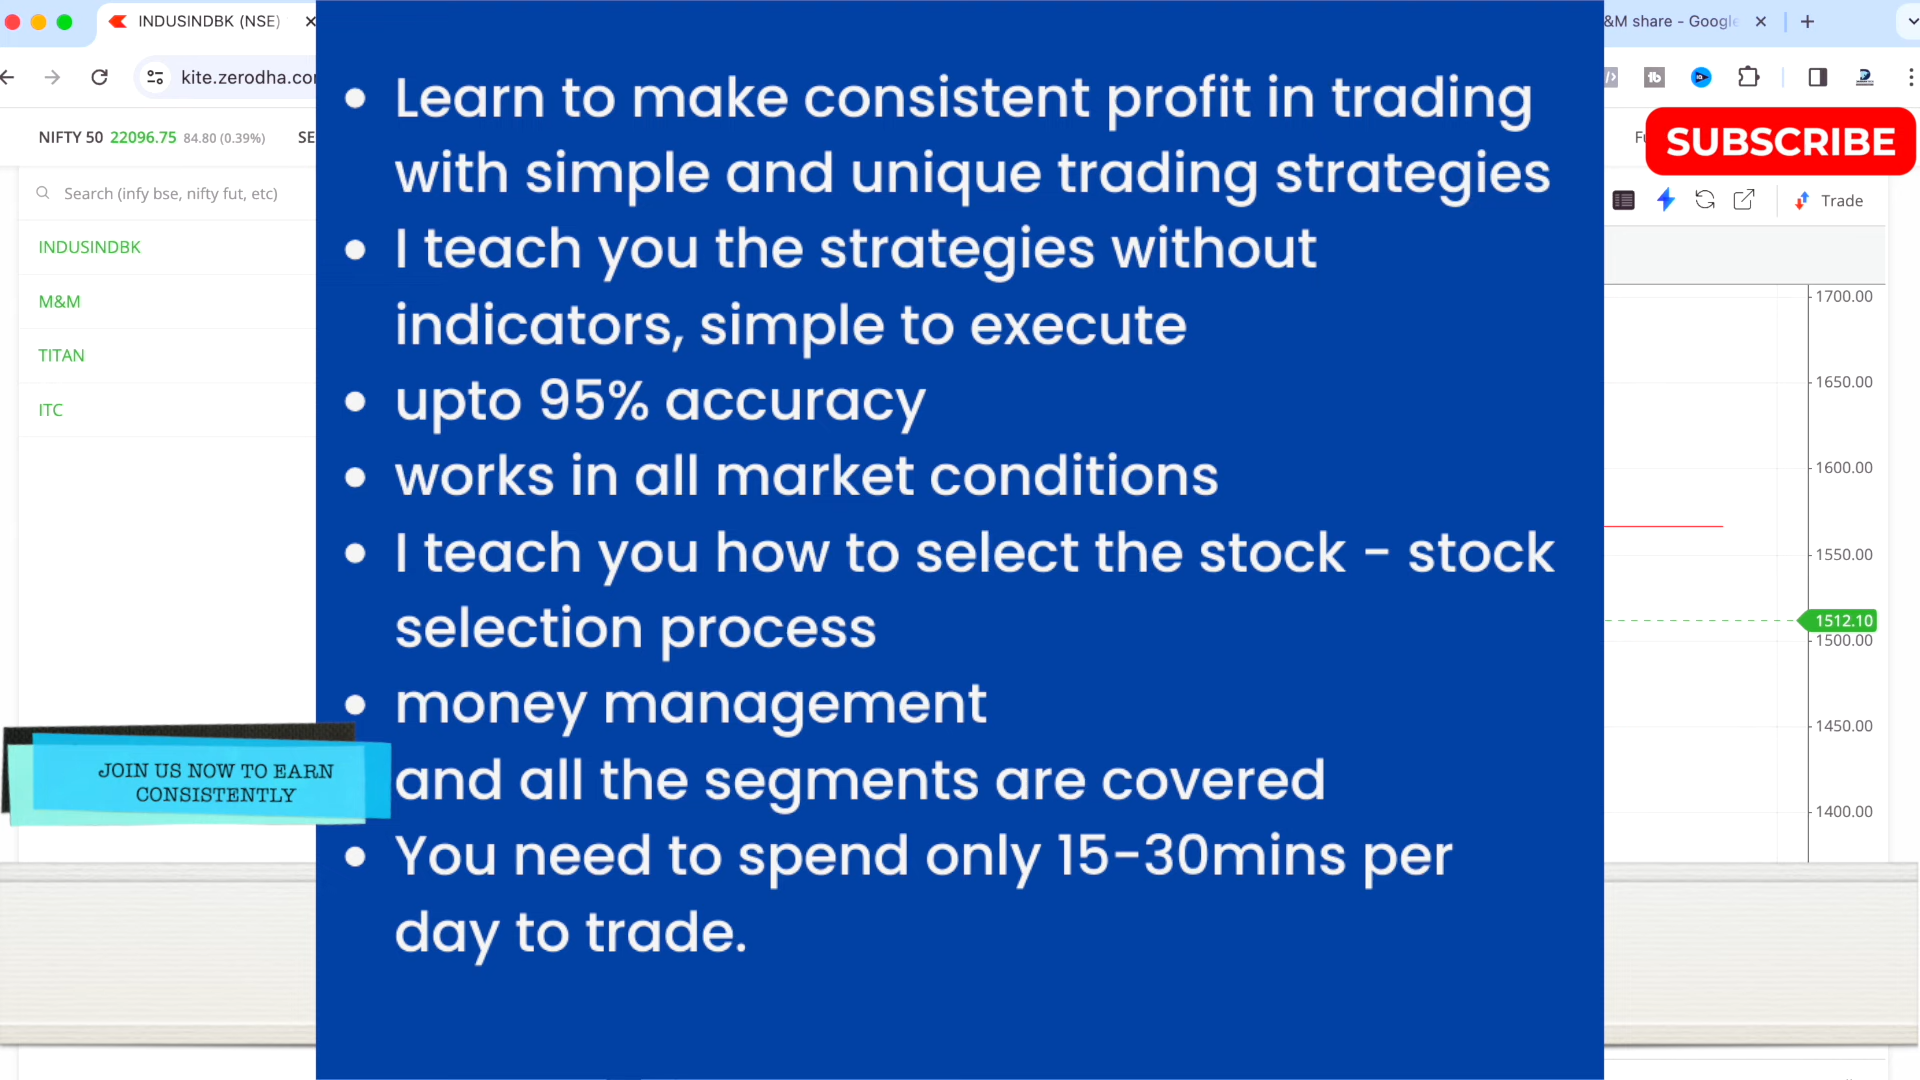 INDUSINDBK (NSE)
&M share - Google
kite.zerodha.co
NIFTY 50 22096.75 84.80 (0.39%) SE
SUBSCRIBE
Search (infy bse, nifty fut, etc)
Trade
INDUSINDBK
M&M
TITAN
ITC
• Learn to make consistent profit in trading
with simple and unique trading strategies
• I teach you the strategies without
indicators, simple to execute
• upto 95% accuracy
• works in all market conditions
• I teach you how to select the stock - stock
selection process
• money management
and all the segments are covered
• You need to spend only 15-30mins per
day to trade.
JOIN US NOW TO EARN
CONSISTENTLY
1700.00
1650.00
1600.00
1550.00
1512.10
1500.00
1450.00
1400.00